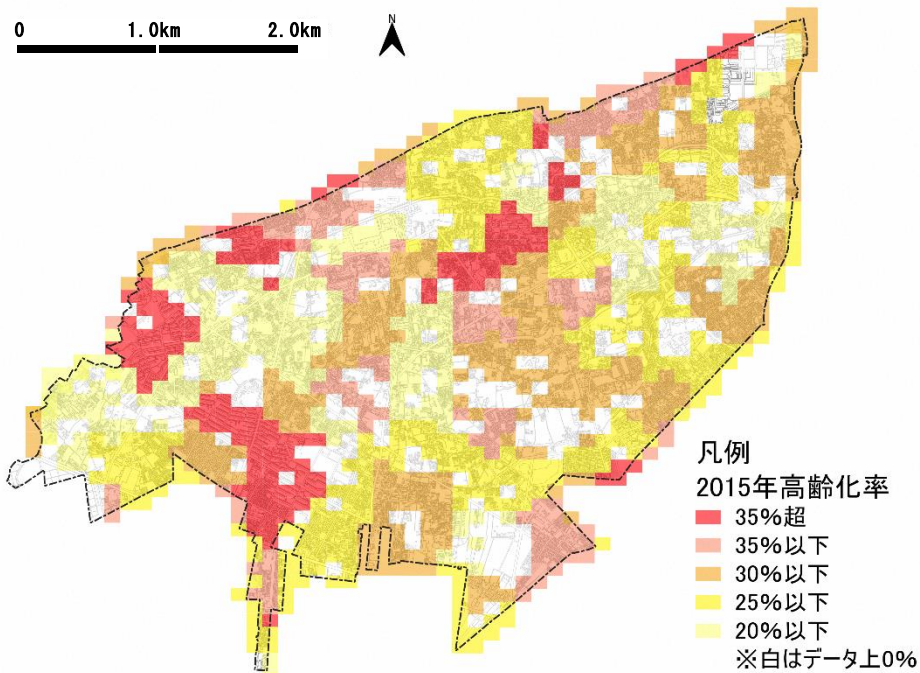 0 1.0km 2.0km
N
凡例
2015年高齢化率
35%超
35%以下
30%以下
25%以下
20%以下
※白はデータ上0%